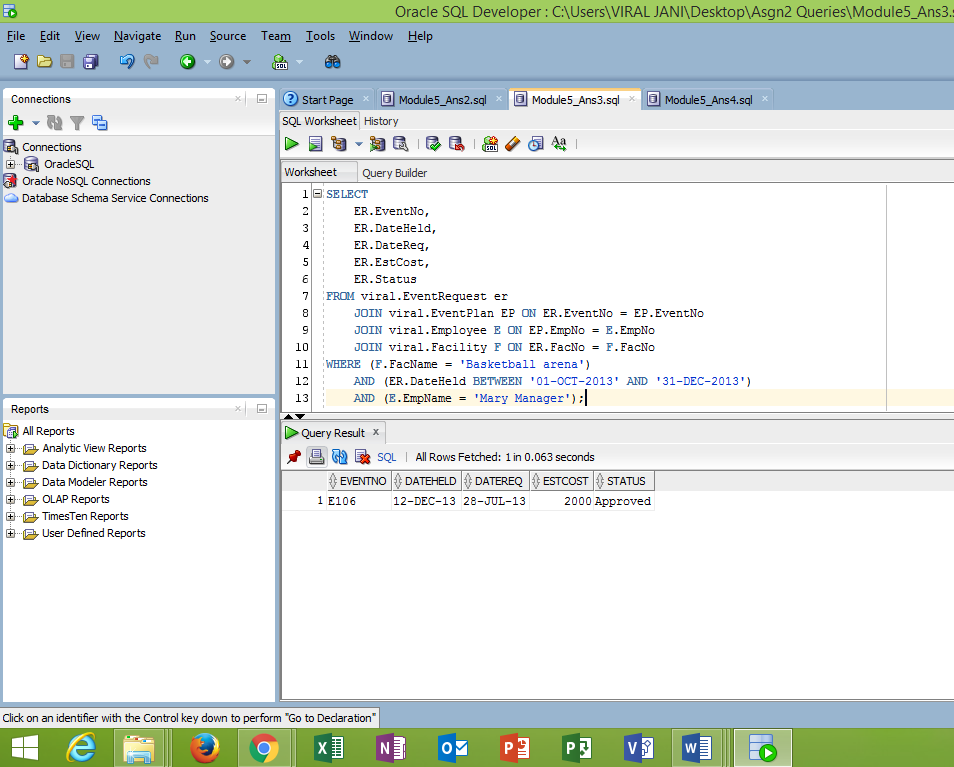 Oracle SQL Developer : C:\Users\VIRAL JANI\Desktop\Asgn2 Queries\Module5_Ans3.s
File Edit View Navigate Run Source Team Tools Window Help
Connections
Connections
OracleSQL
Oracle NoSQL Connections
Database Schema Service Connections
Reports
All Reports
Analytic View Reports
Data Dictionary Reports
Data Modeler Reports
OLAP Reports
TimesTen Reports
User Defined Reports
Start Page Module5_Ans2.sql Module5_Ans3.sql Module5_Ans4.sql
SQL Worksheet History
Worksheet Query Builder
1 SELECT
2 ER.EventNo,
3 ER.DateHeld,
4 ER.DateReq,
5 ER.EstCost,
6 ER.Status
7 FROM viral.EventRequest er
8 JOIN viral.EventPlan EP ON ER.EventNo = EP.EventNo
9 JOIN viral.Employee E ON EP.EmpNo = E.EmpNo
10 JOIN viral.Facility F ON ER.FacNo = F.FacNo
11 WHERE (F.FacName = 'Basketball arena')
12 AND (ER.DateHeld BETWEEN '01-OCT-2013' AND '31-DEC-2013')
13 AND (E.EmpName = 'Mary Manager');
Query Result
SQL | All Rows Fetched: 1 in 0.063 seconds
EVENTNO DATEHELD DATEREQ ESTCOST STATUS
1 E106 12-DEC-13 28-JUL-13 2000 Approved
Click on an identifier with the Control key down to perform "Go to Declaration"